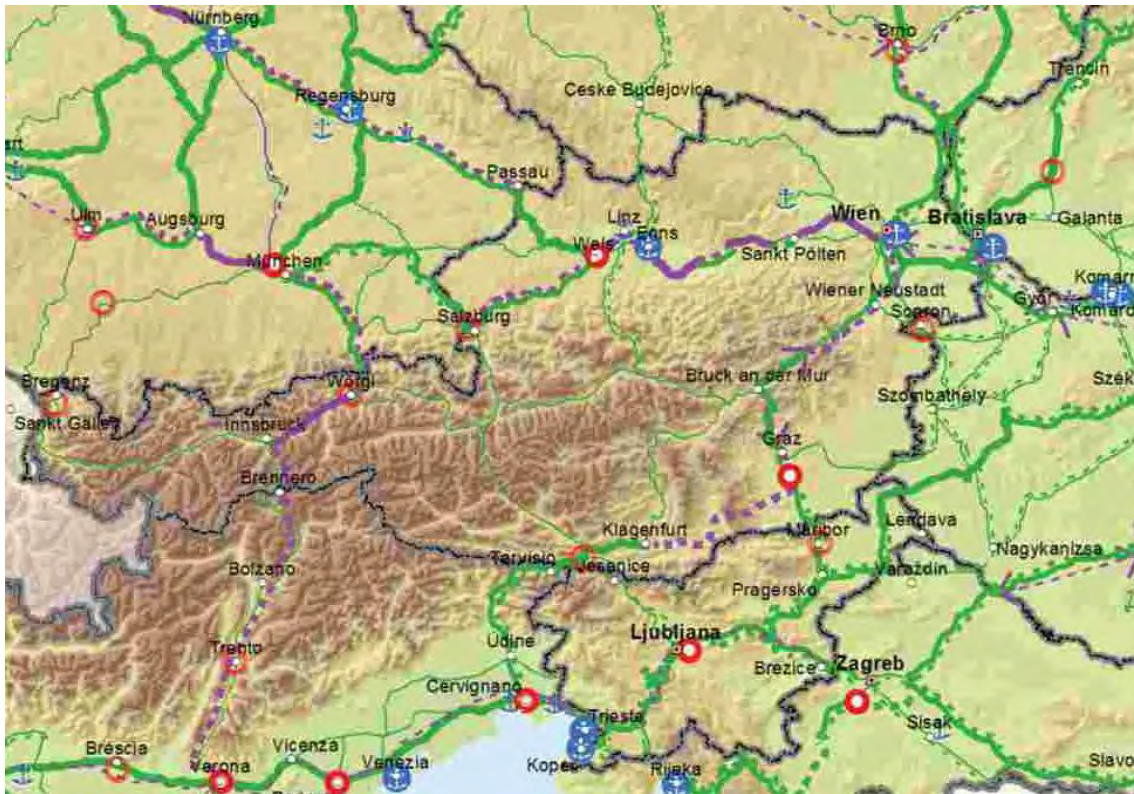 Nürnberg
Brno
Trencin
Regensburg
Ceske Budejovice
Passau
Ulm
Augsburg
Linz
Enns
Wien
Bratislava
Galanta
Wels
Sankt Pölten
München
Komarno
Wiener Neustadt
Györ
Sopron
Salzburg
Bregenz
Wörgl
Bruck an der Mur
Szombathely
Sankt Gallen
Innsbruck
Graz
Brennero
Klagenfurt
Maribor
Lendava
Nagykanizsa
Tarvisio
Jesenice
Bolzano
Pragersko
Varaždin
Trento
Udine
Ljubljana
Brezice
Zagreb
Cervignano
Trieste
Sisak
Brescia
Vicenza
Venezia
Verona
Koper
Rijeka